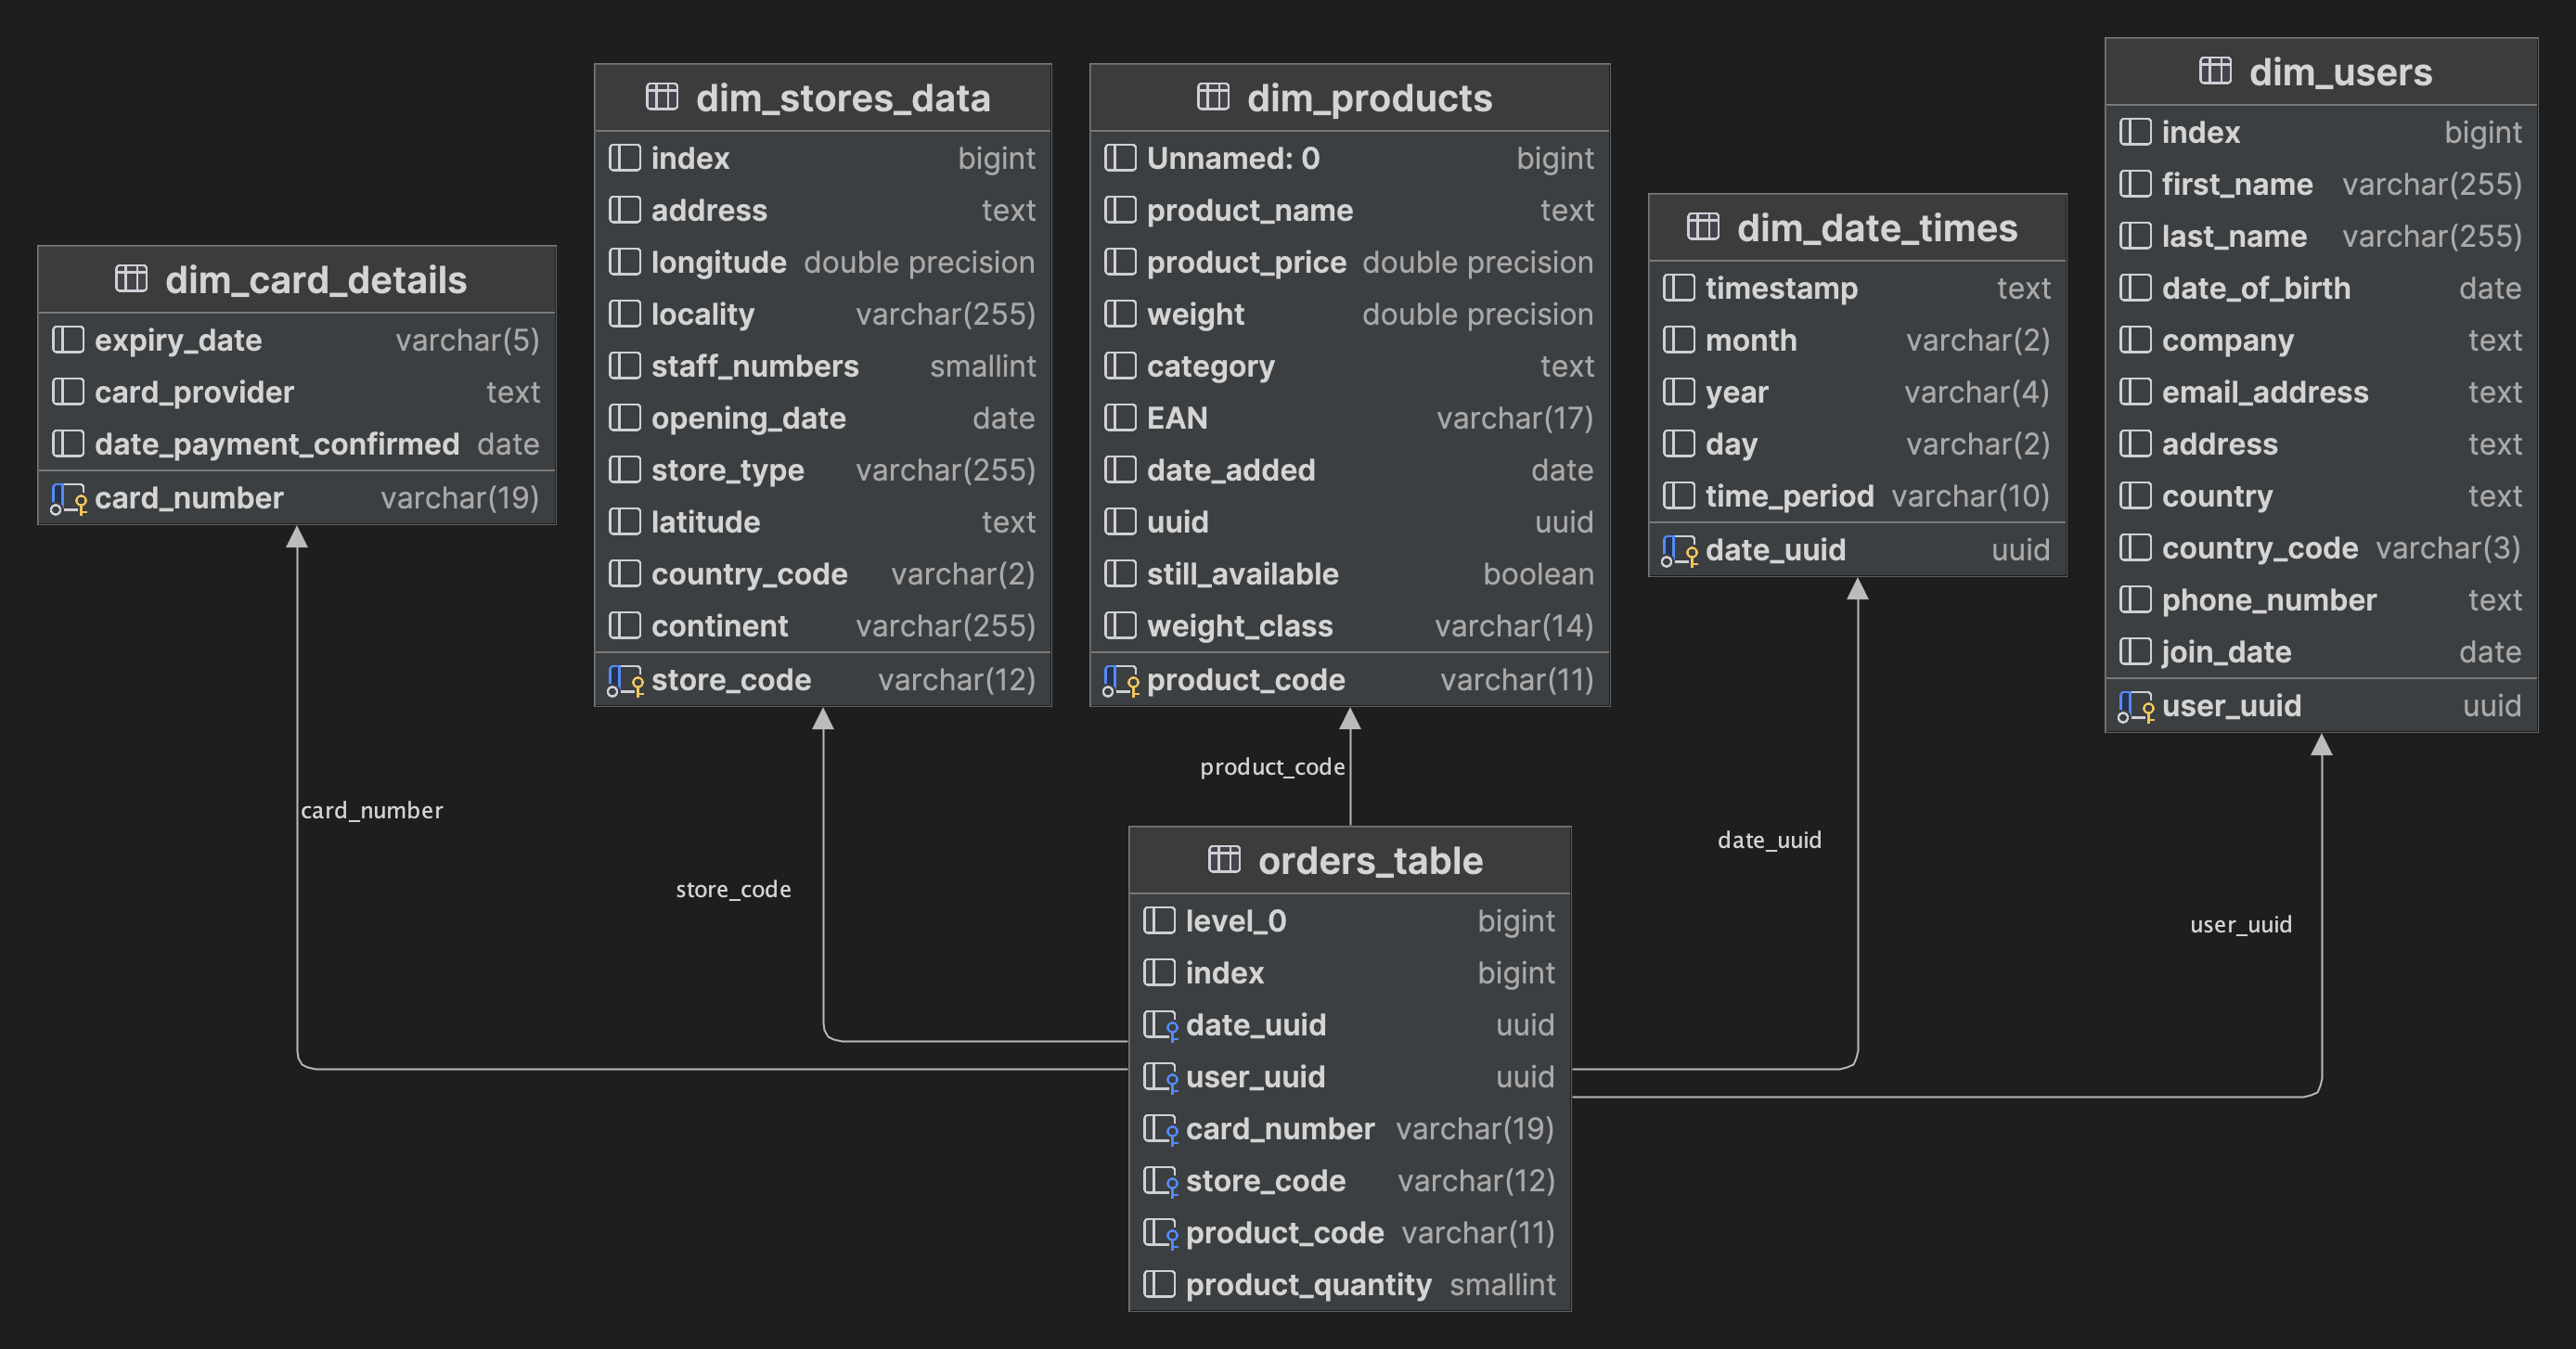 dim_card_details
expiry_date varchar(5)
card_provider text
date_payment_confirmed date
card_number varchar(19)
dim_stores_data
index bigint
address text
longitude double precision
locality varchar(255)
staff_numbers smallint
opening_date date
store_type varchar(255)
latitude text
country_code varchar(2)
continent varchar(255)
store_code varchar(12)
dim_products
Unnamed: 0 bigint
product_name text
product_price double precision
weight double precision
category text
EAN varchar(17)
date_added date
uuid uuid
still_available boolean
weight_class varchar(14)
product_code varchar(11)
dim_date_times
timestamp text
month varchar(2)
year varchar(4)
day varchar(2)
time_period varchar(10)
date_uuid uuid
dim_users
index bigint
first_name varchar(255)
last_name varchar(255)
date_of_birth date
company text
email_address text
address text
country text
country_code varchar(3)
phone_number text
join_date date
user_uuid uuid
card_number
store_code
product_code
date_uuid
user_uuid
orders_table
level_0 bigint
index bigint
date_uuid uuid
user_uuid uuid
card_number varchar(19)
store_code varchar(12)
product_code varchar(11)
product_quantity smallint